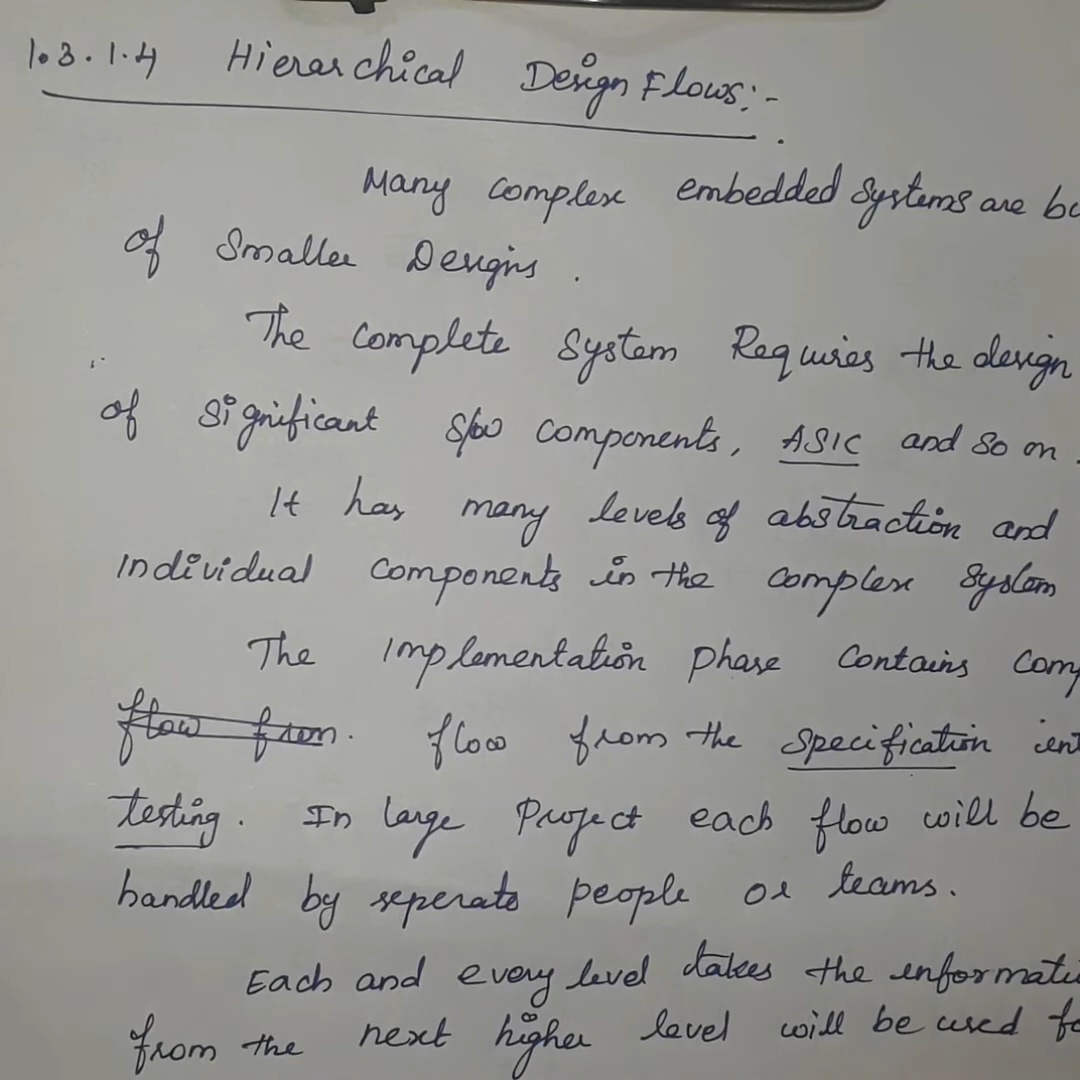 1.3.1.4 Hierarchical Design Flows:-
Many complex embedded systems are
of Smaller Designs.
The complete system Requires the design
of significant s/w components, ASIC and so on.
It has many levels of abstraction and
individual components in the complex system
The implementation phase contains
flow from. flow from the specification
testing. In large project each flow will be
handled by seperate people or teams.
Each and every level takes the
from the next higher level will be used